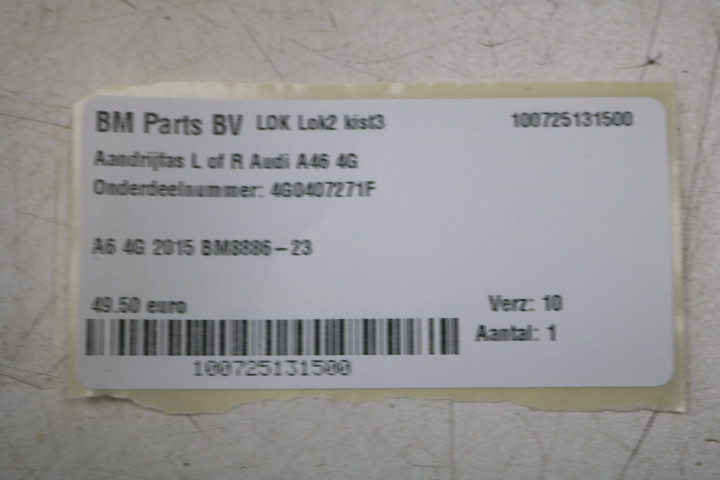 BM Parts BV LOK Lok2 kist3 100725131500
Aandrijfas L of R Audi A46 4G
Onderdeelnummer: 4G0407271F
A6 4G 2015 BM8886-23
49.50 euro Verz: 10
Aantal: 1
100725131500